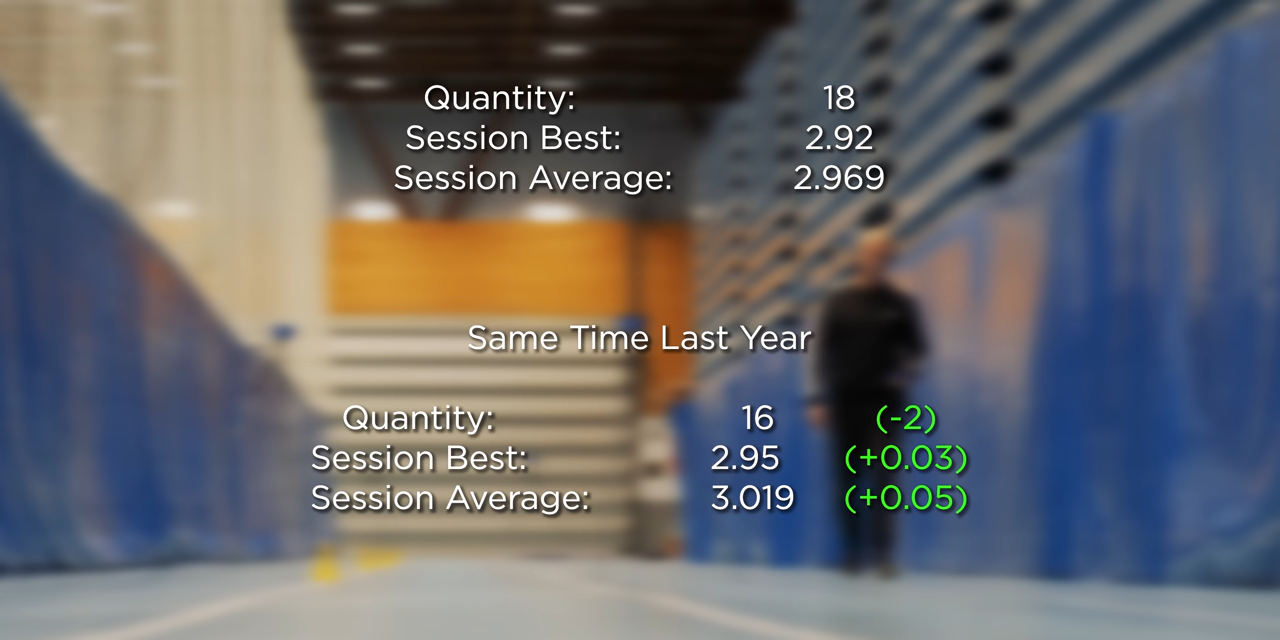 Quantity: 18
Session Best: 2.92
Session Average: 2.969
Same Time Last Year
Quantity: 16 (-2)
Session Best: 2.95 (+0.03)
Session Average: 3.019 (+0.05)